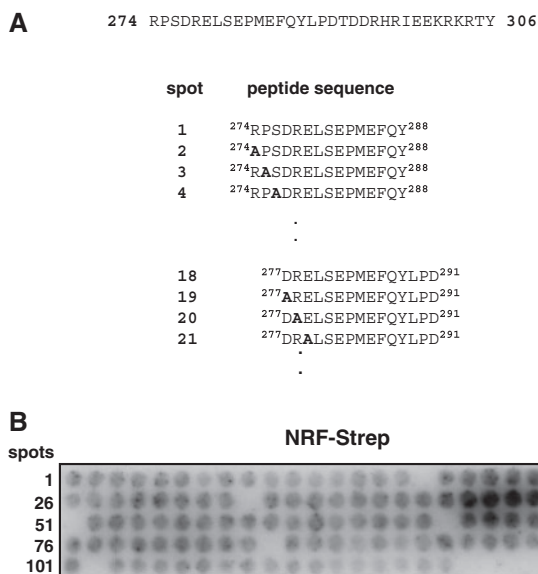 A 274 RPSDRELSEPMEFQYLPDTDDRHRIEEKRKRTY 306
spot peptide sequence
1 274RPSDRELSEPMEFQY288
2 274APSDRELSEPMEFQY288
3 274RASDRELSEPMEFQY288
4 274RPADRELSEPMEFQY288
.
.
18 277DRELSEPMEFQYLPD291
19 277ARELSEPMEFQYLPD291
20 277DAELSEPMEFQYLPD291
21 277DRALSEPMEFQYLPD291
.
.
B NRF-Strep
spots
1
26
51
76
101